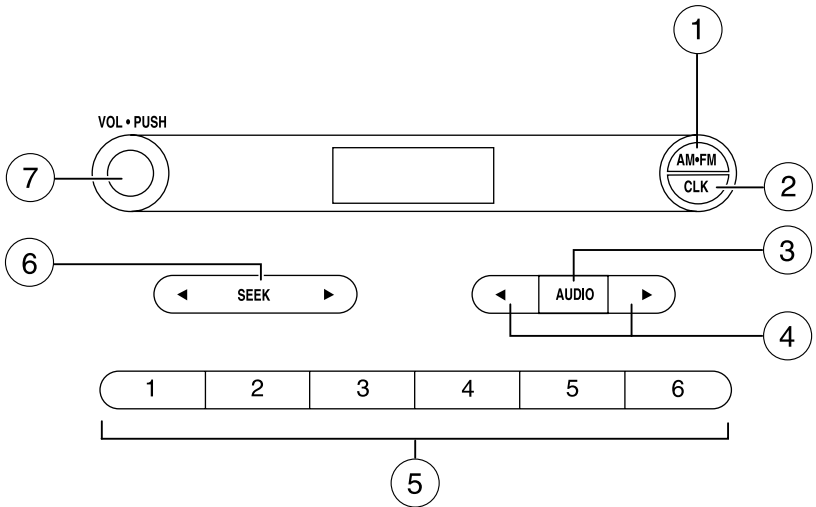 1
VOL • PUSH
AM•FM
7
CLK
2
3
6
◄ SEEK ►
◄ AUDIO ►
4
1 2 3 4 5 6
5